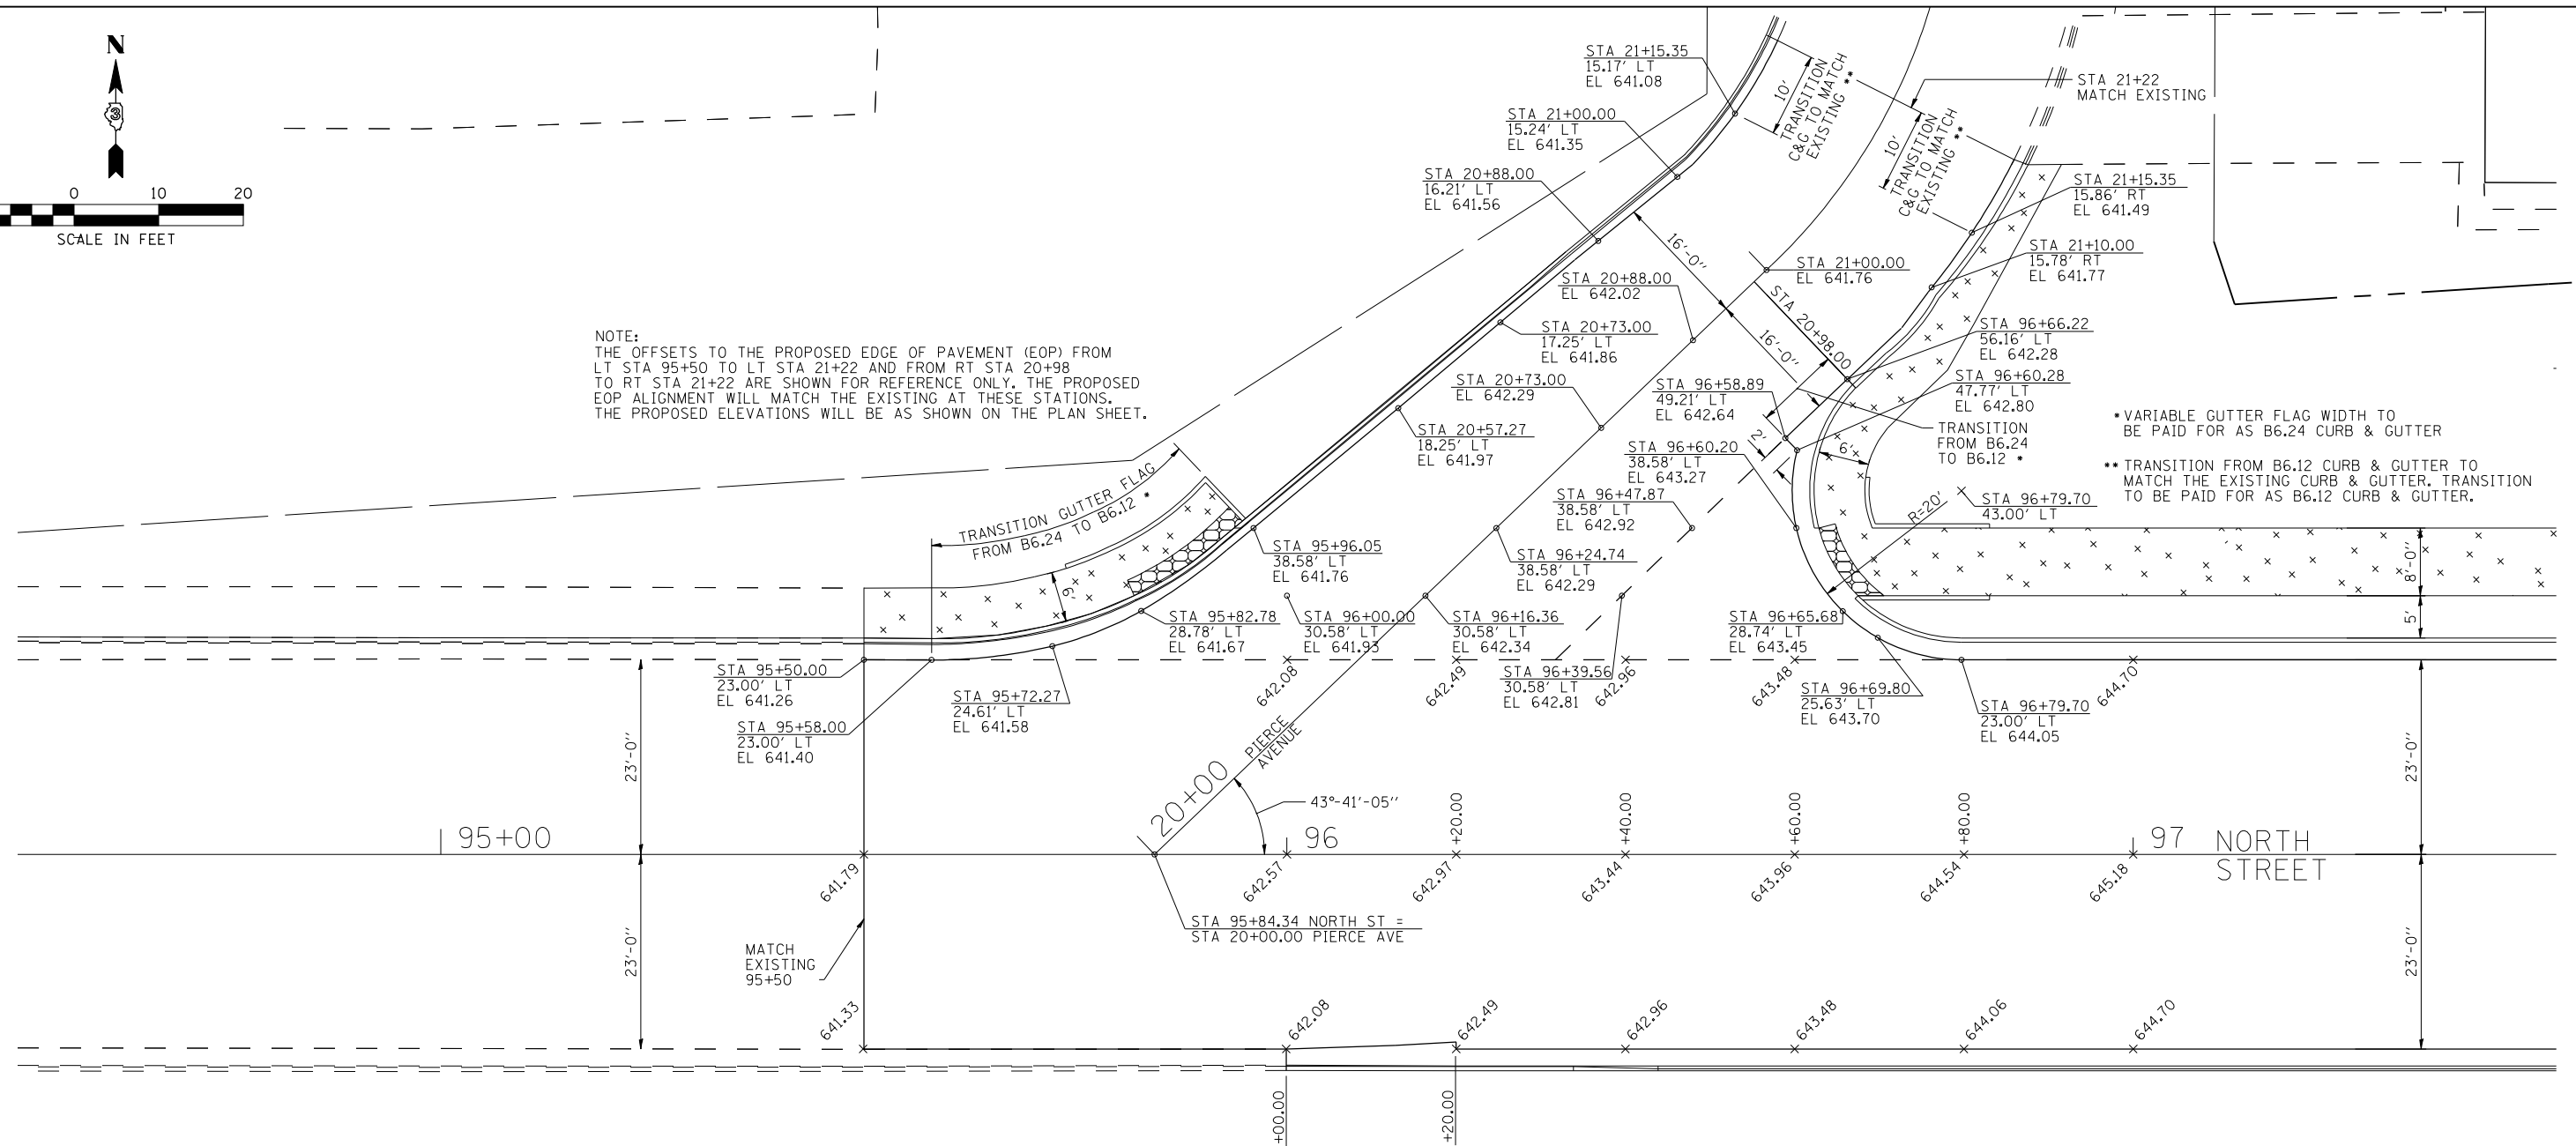 N
3
0 10 20
SCALE IN FEET
NOTE:
THE OFFSETS TO THE PROPOSED EDGE OF PAVEMENT (EOP) FROM
LT STA 95+50 TO LT STA 21+22 AND FROM RT STA 20+98
TO RT STA 21+22 ARE SHOWN FOR REFERENCE ONLY. THE PROPOSED
EOP ALIGNMENT WILL MATCH THE EXISTING AT THESE STATIONS.
THE PROPOSED ELEVATIONS WILL BE AS SHOWN ON THE PLAN SHEET.
STA 21+15.35
15.17' LT
EL 641.08
STA 21+00.00
15.24' LT
EL 641.35
STA 20+88.00
16.21' LT
EL 641.56
10'
TRANSITION
C&G TO MATCH
EXISTING **
10'
TRANSITION
C&G TO MATCH
EXISTING **
STA 21+22
MATCH EXISTING
STA 21+15.35
15.86' RT
EL 641.49
STA 21+10.00
15.78' RT
EL 641.77
16'-0"
16'-0"
STA 21+00.00
EL 641.76
STA 20+88.00
EL 642.02
STA 20+98.00
STA 20+73.00
17.25' LT
EL 641.86
STA 20+73.00
EL 642.29
STA 20+57.27
18.25' LT
EL 641.97
STA 96+66.22
56.16' LT
EL 642.28
STA 96+60.28
47.77' LT
EL 642.80
STA 96+58.89
49.21' LT
EL 642.64
2'
TRANSITION
FROM B6.24
TO B6.12 *
6'
STA 96+60.20
38.58' LT
EL 643.27
STA 96+47.87
38.58' LT
EL 642.92
STA 96+24.74
38.58' LT
EL 642.29
* VARIABLE GUTTER FLAG WIDTH TO
BE PAID FOR AS B6.24 CURB & GUTTER
** TRANSITION FROM B6.12 CURB & GUTTER TO
MATCH THE EXISTING CURB & GUTTER. TRANSITION
TO BE PAID FOR AS B6.12 CURB & GUTTER.
STA 96+79.70
43.00' LT
R=20'
TRANSITION GUTTER FLAG
FROM B6.24 TO B6.12 *
6'
STA 95+96.05
38.58' LT
EL 641.76
STA 95+82.78
28.78' LT
EL 641.67
STA 96+00.00
30.58' LT
EL 641.93
STA 96+16.36
30.58' LT
EL 642.34
STA 96+39.56
30.58' LT
EL 642.81
STA 96+65.68
28.74' LT
EL 643.45
STA 96+69.80
25.63' LT
EL 643.70
STA 96+79.70
23.00' LT
EL 644.05
8'-0"
5'
STA 95+50.00
23.00' LT
EL 641.26
STA 95+58.00
23.00' LT
EL 641.40
STA 95+72.27
24.61' LT
EL 641.58
642.08
642.49
642.96
643.48
644.70
23'-0"
23'-0"
PIERCE
AVENUE
20+00
43°-41'-05"
95+00
96
+20.00
+40.00
+60.00
+80.00
97 NORTH
STREET
641.79
642.57
642.97
643.44
643.96
644.54
645.18
STA 95+84.34 NORTH ST =
STA 20+00.00 PIERCE AVE
MATCH
EXISTING
95+50
23'-0"
23'-0"
641.33
642.08
642.49
642.96
643.48
644.06
644.70
+00.00
+20.00